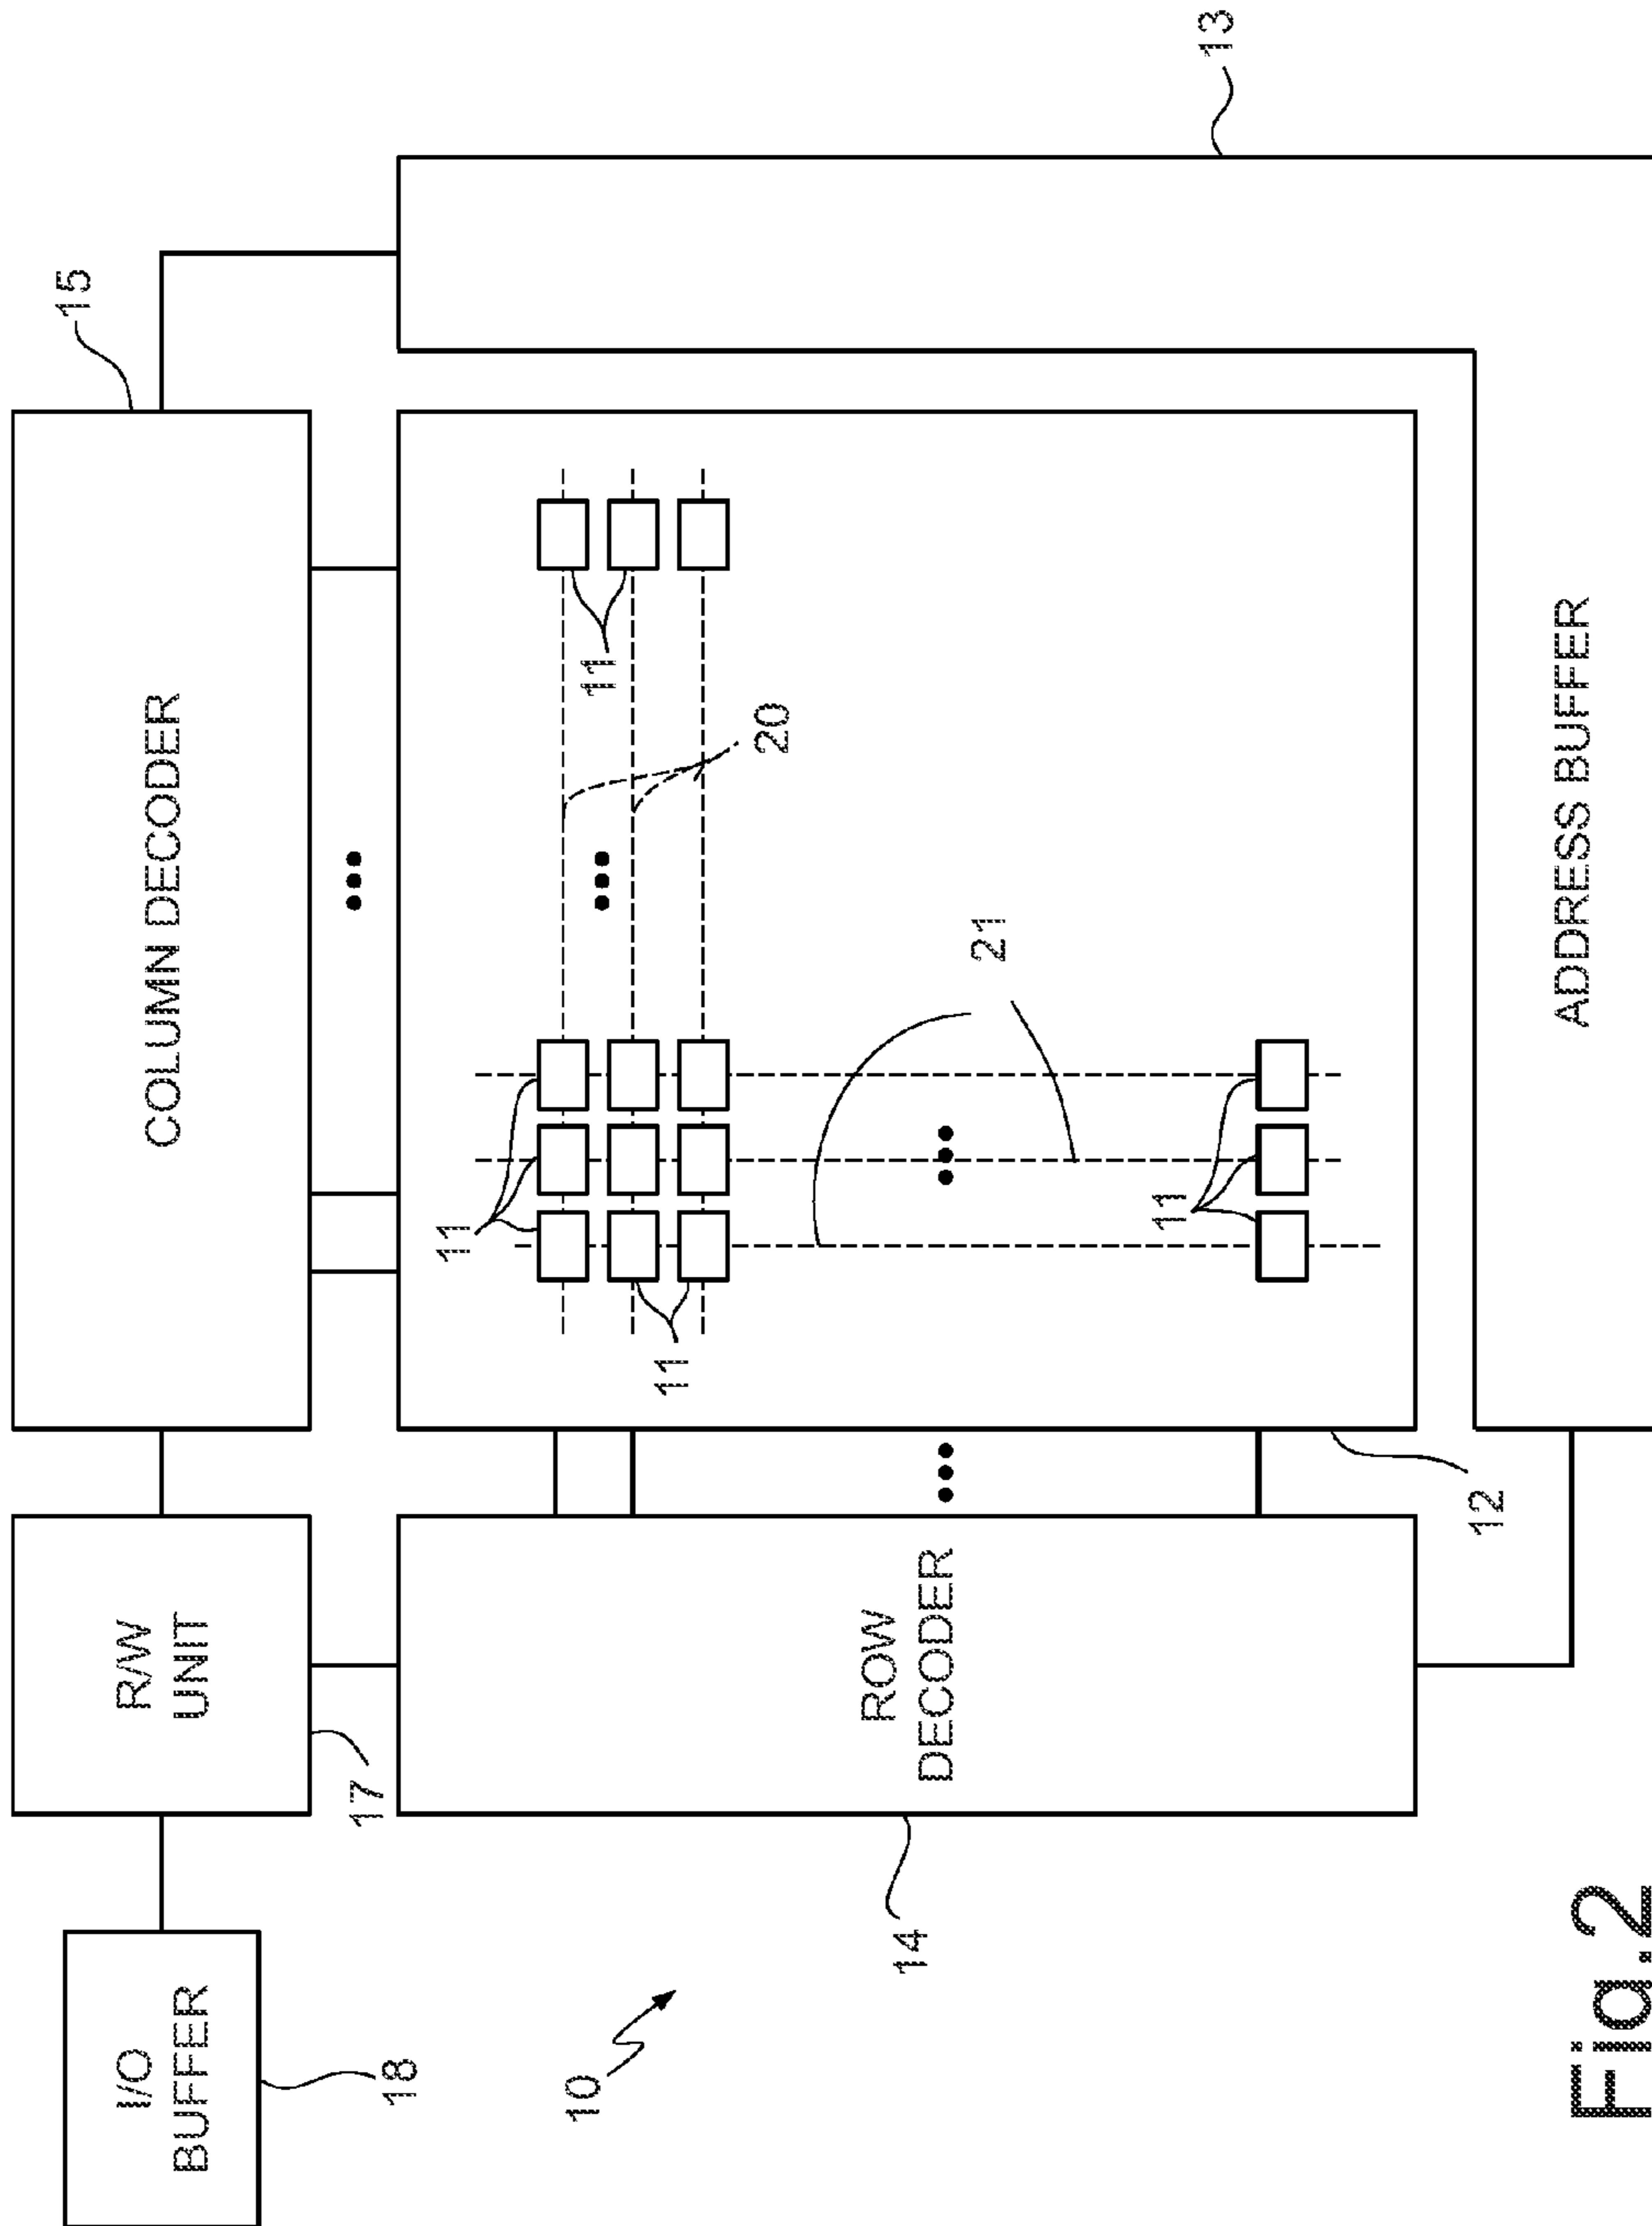 15
I/O
BUFFER
R/W
UNIT
COLUMN DECODER
17
18
11
10
11
11
20
ROW
DECODER
14
21
11
13
12
ADDRESS BUFFER
Fig.2